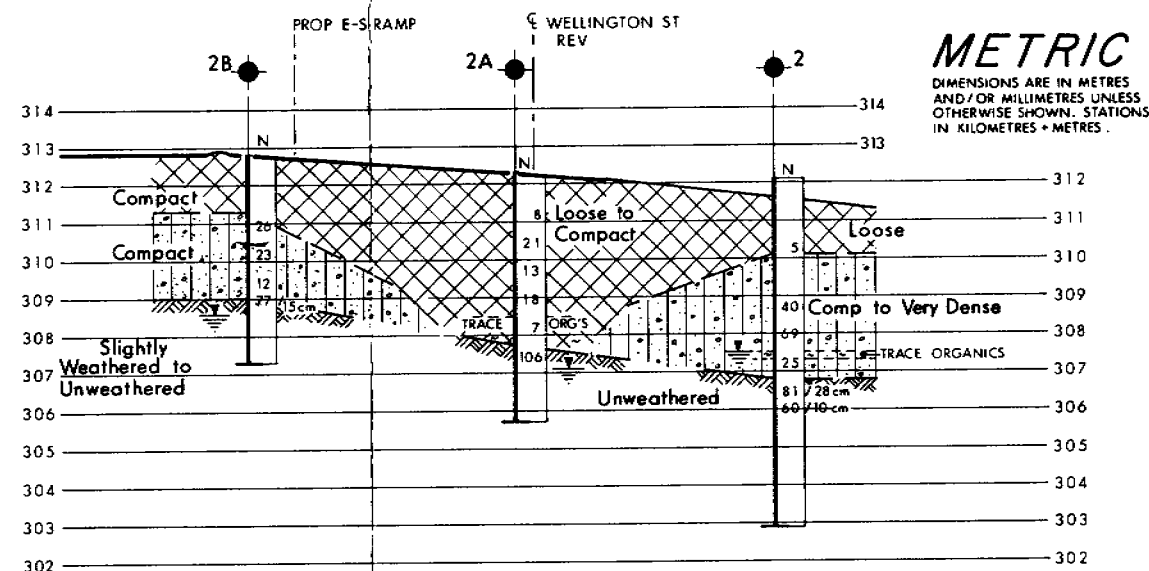 PROP E-S RAMP
℄ WELLINGTON ST
REV
2B
2A
2
METRIC
DIMENSIONS ARE IN METRES
AND/OR MILLIMETRES UNLESS
OTHERWISE SHOWN. STATIONS
IN KILOMETRES + METRES.
314
314
313
313
N
N
N
312
312
Compact
6
Loose to
Compact
311
311
26
Loose
21
5
Compact
23
310
310
13
12
309
309
77/15cm
18
40
Comp to Very Dense
TRACE ORG'S
7
308
308
69
Slightly
Weathered to
Unweathered
106
TRACE ORGANICS
25
307
307
Unweathered
81/28cm
60/10cm
306
306
305
305
304
304
303
303
302
302